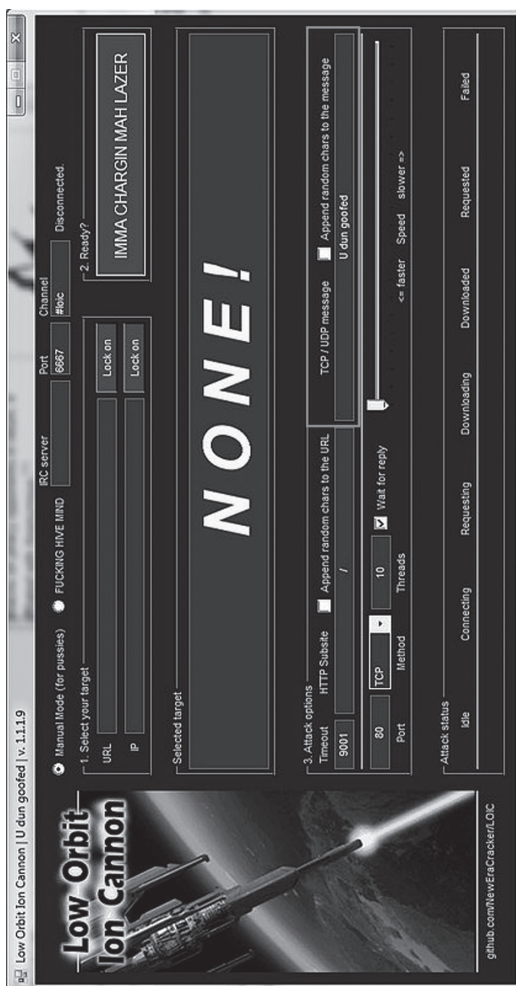 Low Orbit Ion Cannon | U dun goofed | v. 1.1.1.9
Low Orbit
Ion Cannon
github.com/NewEraCracker/LOIC
Manual Mode (for pussies)
FUCKING HIVE MIND
IRC server
Port
Channel
6667
#loic
Disconnected.
1. Select your target
URL
Lock on
IP
Lock on
2. Ready?
IMMA CHARGIN MAH LAZER
Selected target
NONE!
3. Attack options
Timeout
HTTP Subsite
Append random chars to the URL
TCP / UDP message
Append random chars to the message
9001
/
U dun goofed
80
TCP
10
Wait for reply
Port
Method
Threads
<= faster
Speed
slower =>
Attack status
Idle
Connecting
Requesting
Downloading
Downloaded
Requested
Failed